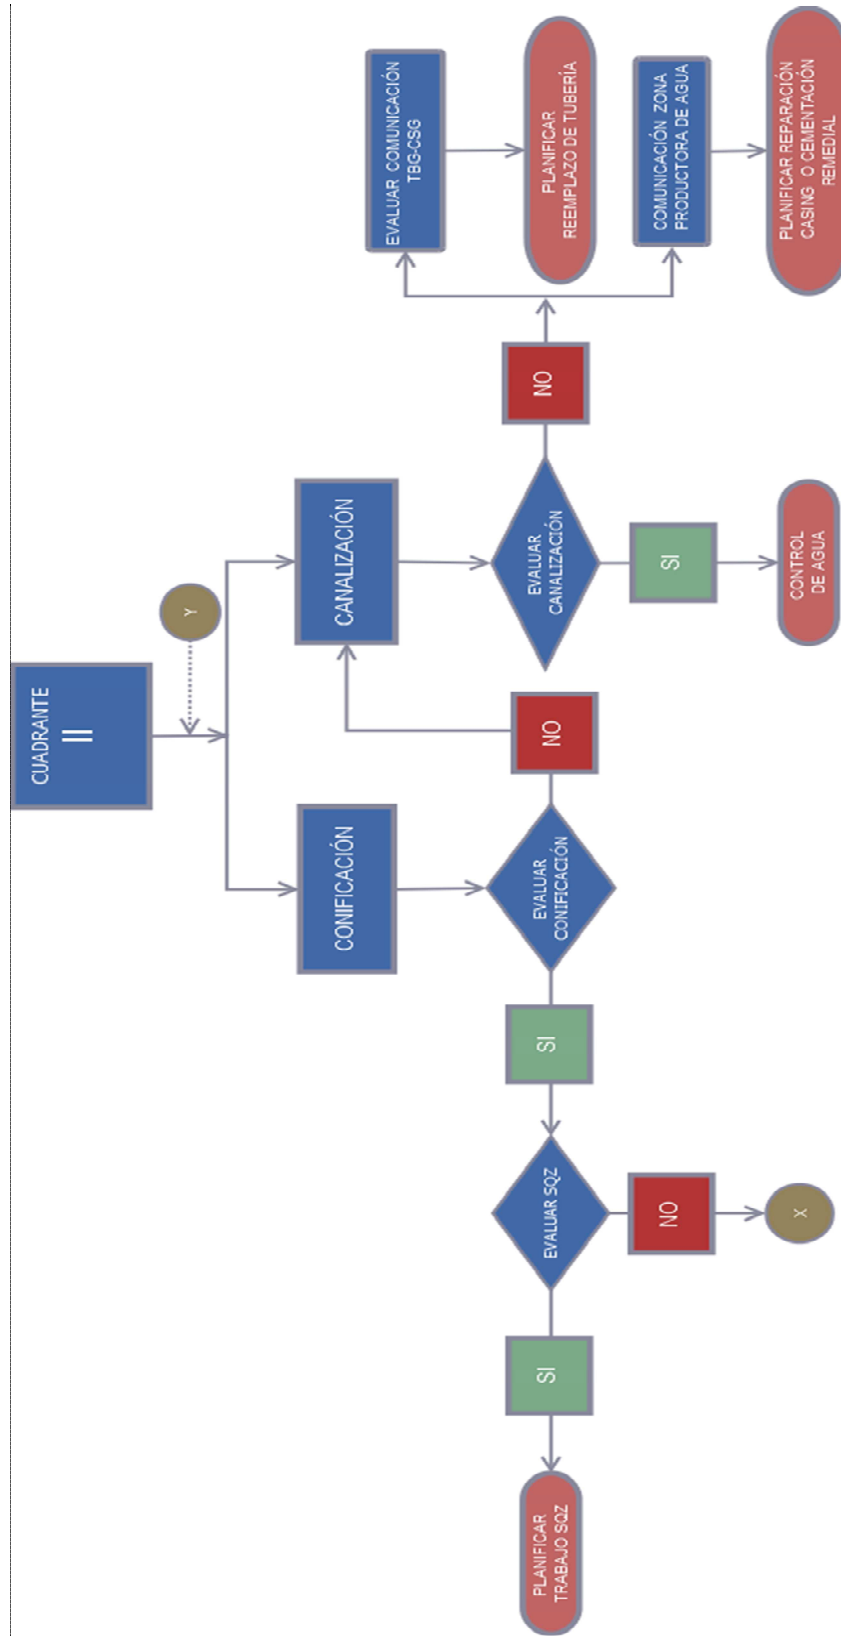 CUADRANTE
II
Y
CONIFICACIÓN
CANALIZACIÓN
EVALUAR
CONIFICACIÓN
NO
SI
EVALUAR SQZ
SI
NO
PLANIFICAR
TRABAJO SQZ
X
EVALUAR
CANALIZACIÓN
NO
SI
CONTROL
DE AGUA
EVALUAR COMUNICACIÓN
TBG-CSG
PLANIFICAR
REEMPLAZO DE TUBERÍA
COMUNICACIÓN ZONA
PRODUCTORA DE AGUA
PLANIFICAR REPARACIÓN
CASING O CEMENTACIÓN
REMEDIAL